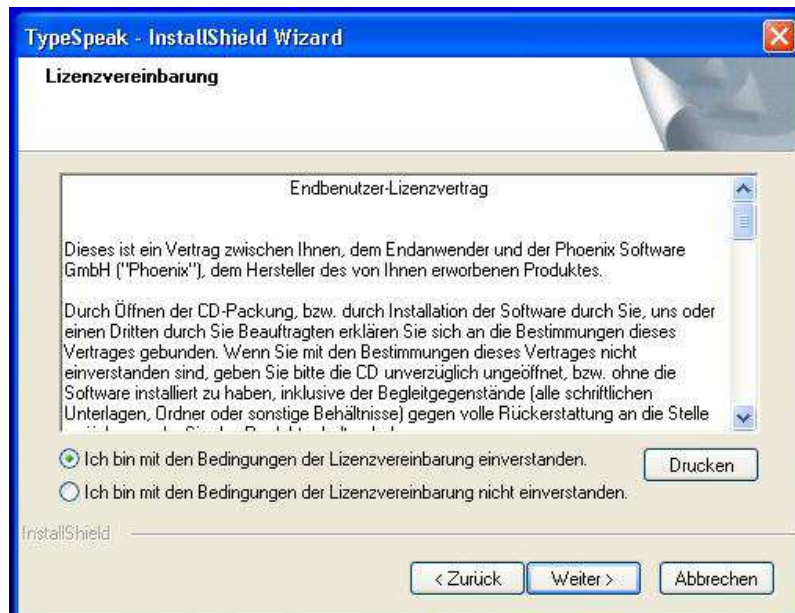 TypeSpeak - InstallShield Wizard
Lizenzvereinbarung
Endbenutzer-Lizenzvertrag
Dieses ist ein Vertrag zwischen Ihnen, dem Endanwender und der Phoenix Software
GmbH ("Phoenix"), dem Hersteller des von Ihnen erworbenen Produktes.
Durch Öffnen der CD-Packung, bzw. durch Installation der Software durch Sie, uns oder
einen Dritten durch Sie Beauftragten erklären Sie sich an die Bestimmungen dieses
Vertrages gebunden. Wenn Sie mit den Bestimmungen dieses Vertrages nicht
einverstanden sind, geben Sie bitte die CD unverzüglich ungeöffnet, bzw. ohne die
Software installiert zu haben, inklusive der Begleitgegenstände (alle schriftlichen
Unterlagen, Ordner oder sonstige Behältnisse) gegen volle Rückerstattung an die Stelle
Ich bin mit den Bedingungen der Lizenzvereinbarung einverstanden.
Drucken
Ich bin mit den Bedingungen der Lizenzvereinbarung nicht einverstanden.
InstallShield
< Zurück
Weiter >
Abbrechen